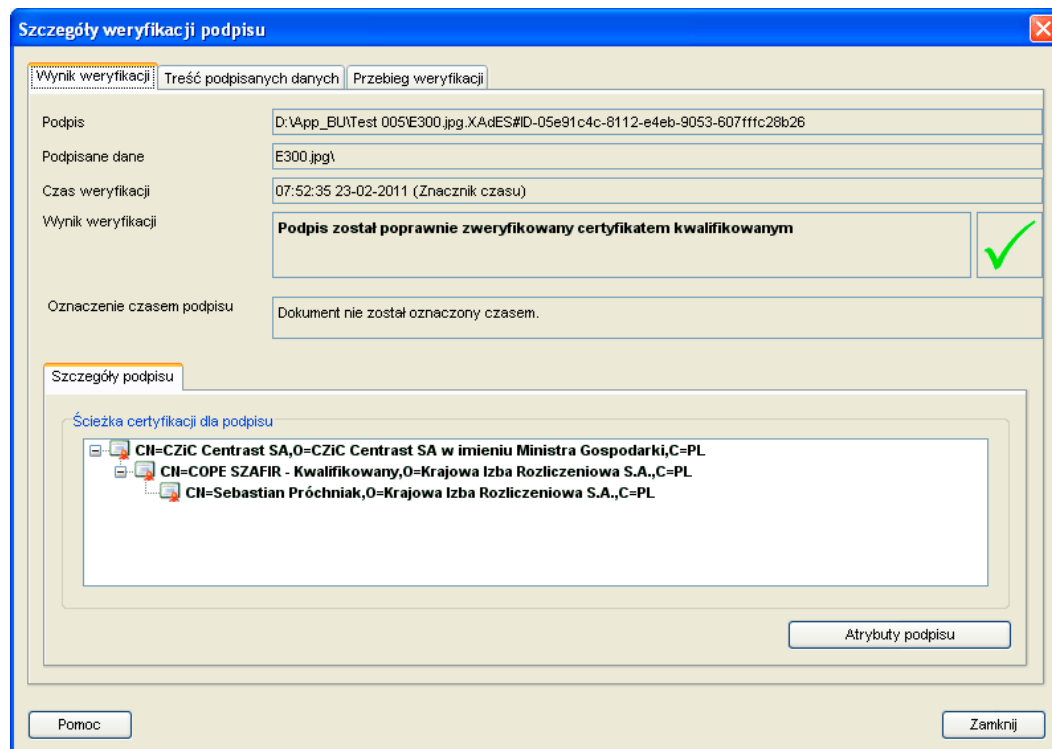 Szczegóły weryfikacji podpisu
Wynik weryfikacji Treść podpisanych danych Przebieg weryfikacji
Podpis D:\App_BU\Test 005\E300.jpg.XAdES#ID-05e91c4c-8112-e4eb-9053-607fffc28b26
Podpisane dane E300.jpg\
Czas weryfikacji 07:52:35 23-02-2011 (Znacznik czasu)
Wynik weryfikacji Podpis został poprawnie zweryfikowany certyfikatem kwalifikowanym
Oznaczenie czasem podpisu Dokument nie został oznaczony czasem.
Szczegóły podpisu
Ścieżka certyfikacji dla podpisu
CN=CZiC Centrast SA,O=CZiC Centrast SA w imieniu Ministra Gospodarki,C=PL
CN=COPE SZAFIR - Kwalifikowany,O=Krajowa Izba Rozliczeniowa S.A.,C=PL
CN=Sebastian Próchniak,O=Krajowa Izba Rozliczeniowa S.A.,C=PL
Atrybuty podpisu
Pomoc Zamknij